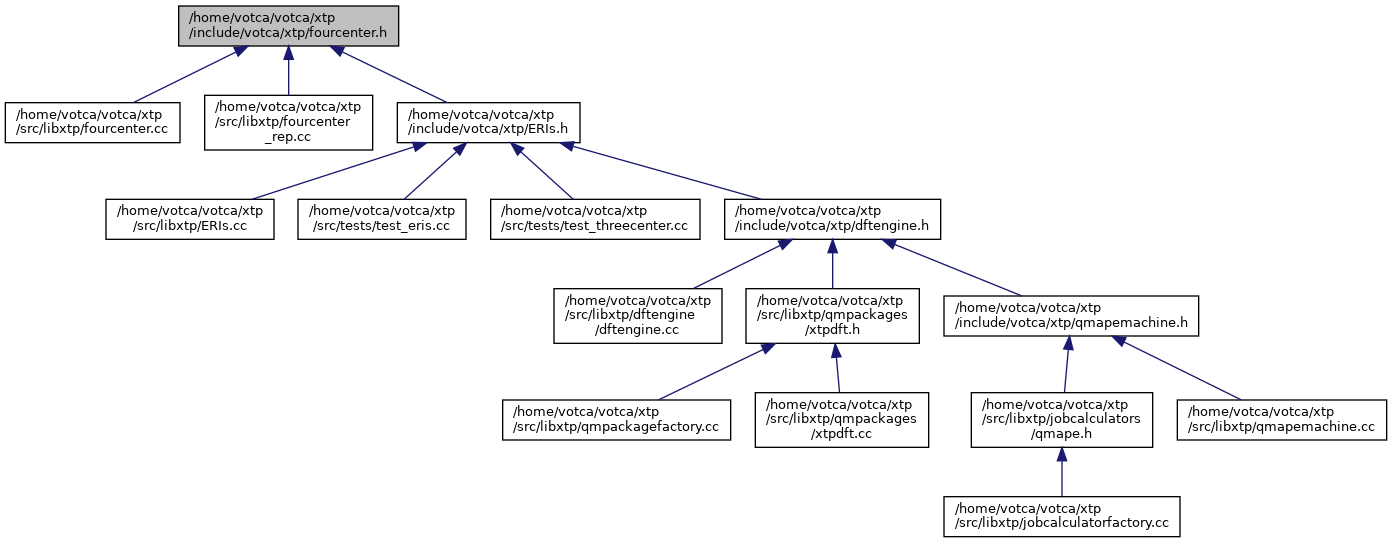 /home/votca/votca/xtp
/include/votca/xtp/fourcenter.h
/home/votca/votca/xtp
/src/libxtp/fourcenter.cc
/home/votca/votca/xtp
/src/libxtp/fourcenter
_rep.cc
/home/votca/votca/xtp
/include/votca/xtp/ERIs.h
/home/votca/votca/xtp
/src/libxtp/ERIs.cc
/home/votca/votca/xtp
/src/tests/test_eris.cc
/home/votca/votca/xtp
/src/tests/test_threecenter.cc
/home/votca/votca/xtp
/include/votca/xtp/dftengine.h
/home/votca/votca/xtp
/src/libxtp/dftengine
/dftengine.cc
/home/votca/votca/xtp
/src/libxtp/qmpackages
/xtpdft.h
/home/votca/votca/xtp
/include/votca/xtp/qmapemachine.h
/home/votca/votca/xtp
/src/libxtp/qmpackagefactory.cc
/home/votca/votca/xtp
/src/libxtp/qmpackages
/xtpdft.cc
/home/votca/votca/xtp
/src/libxtp/jobcalculators
/qmape.h
/home/votca/votca/xtp
/src/libxtp/qmapemachine.cc
/home/votca/votca/xtp
/src/libxtp/jobcalculatorfactory.cc